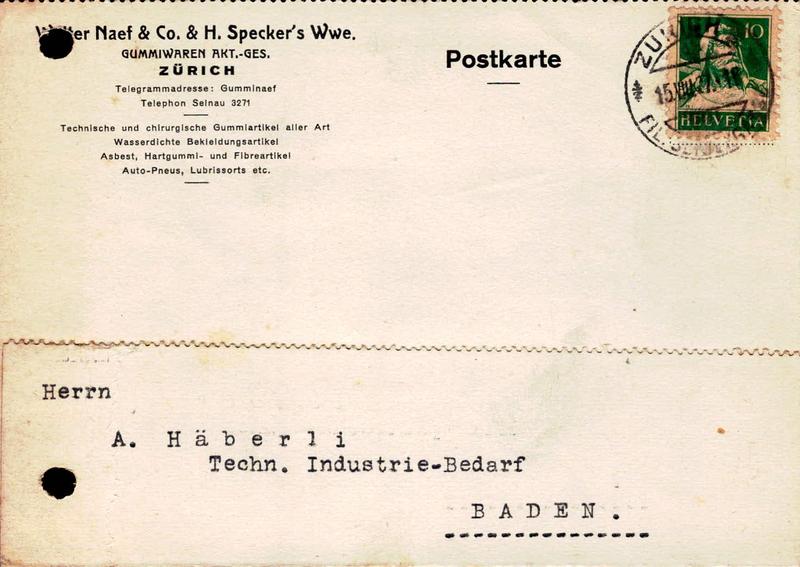 Naef & Co. & H. Specker's Wwe.
GUMMIWAREN AKT.-GES.
ZÜRICH
Telegrammadresse: Gumminaef
Telephon Selnau 3271
Technische und chirurgische Gummiartikel aller Art
Wasserdichte Bekleidungsartikel
Asbest, Hartgummi- und Fibreartikel
Auto-Pneus, Lubrissorts etc.
Postkarte
10
HELVETIA
ZÜRICH
Herrn
A. Häberli
Techn. Industrie-Bedarf
BADEN.